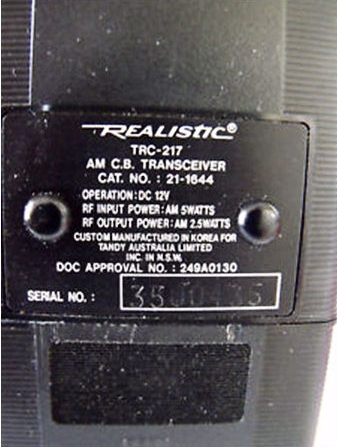 REALISTIC®
TRC-217
AM C.B. TRANSCEIVER
CAT. NO. : 21-1644
OPERATION: DC 12V
RF INPUT POWER: AM 5WATTS
RF OUTPUT POWER: AM 2.5WATTS
CUSTOM MANUFACTURED IN KOREA FOR
TANDY AUSTRALIA LIMITED
INC. IN N.S.W.
DOC APPROVAL NO. : 249A0130
SERIAL NO. :